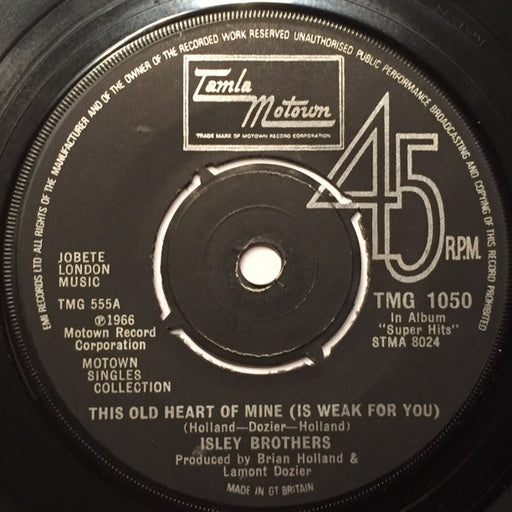 EMI RECORDS LTD·ALL RIGHTS OF THE MANUFACTURER AND OF THE OWNER OF THE RECORDED WORK RESERVED UNAUTHORISED PUBLIC PERFORMANCE BROADCASTING AND COPYING OF THIS RECORD PROHIBITED
Tamla
Motown
TRADE MARK OF MOTOWN RECORD CORPORATION
45
R.P.M.
JOBETE
LONDON
MUSIC
TMG 555A
℗1966
Motown Record
Corporation
MOTOWN
SINGLES
COLLECTION
TMG 1050
In Album
"Super Hits"
STMA 8024
THIS OLD HEART OF MINE (IS WEAK FOR YOU)
(Holland—Dozier—Holland)
ISLEY BROTHERS
Produced by Brian Holland &
Lamont Dozier
MADE IN GT BRITAIN